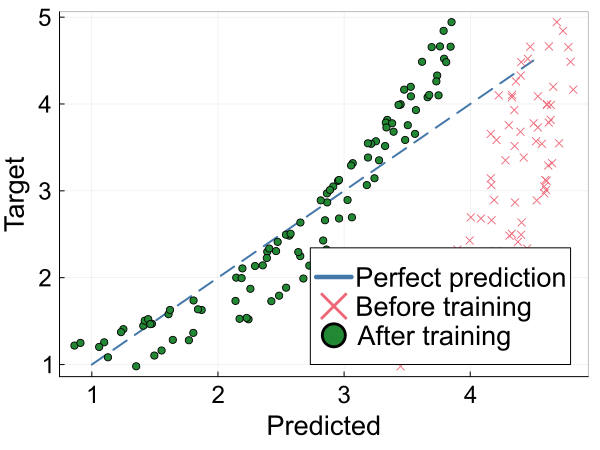 5
4
3
2
1
Target
Perfect prediction
Before training
After training
1 2 3 4
Predicted